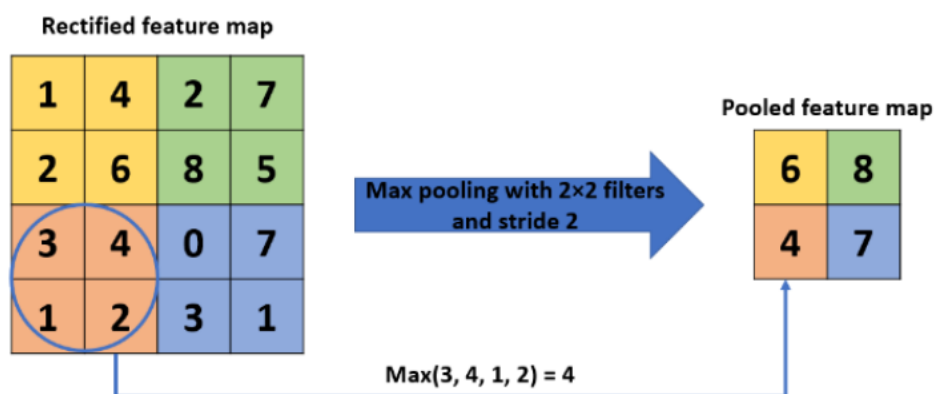 Rectified feature map
1 4 2 7
2 6 8 5
3 4 0 7
1 2 3 1
Max pooling with 2×2 filters
and stride 2
Pooled feature map
6 8
4 7
Max(3, 4, 1, 2) = 4